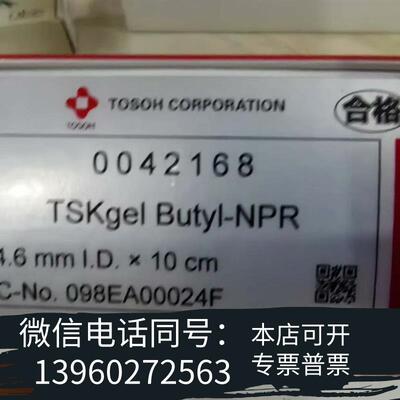 TOSOH CORPORATION
TOSOH
合格
0042168
TSKgel Butyl-NPR
4.6 mm I.D. × 10 cm
C-No. 098EA00024F
微信电话同号：
13960272563
本店可开
专票普票